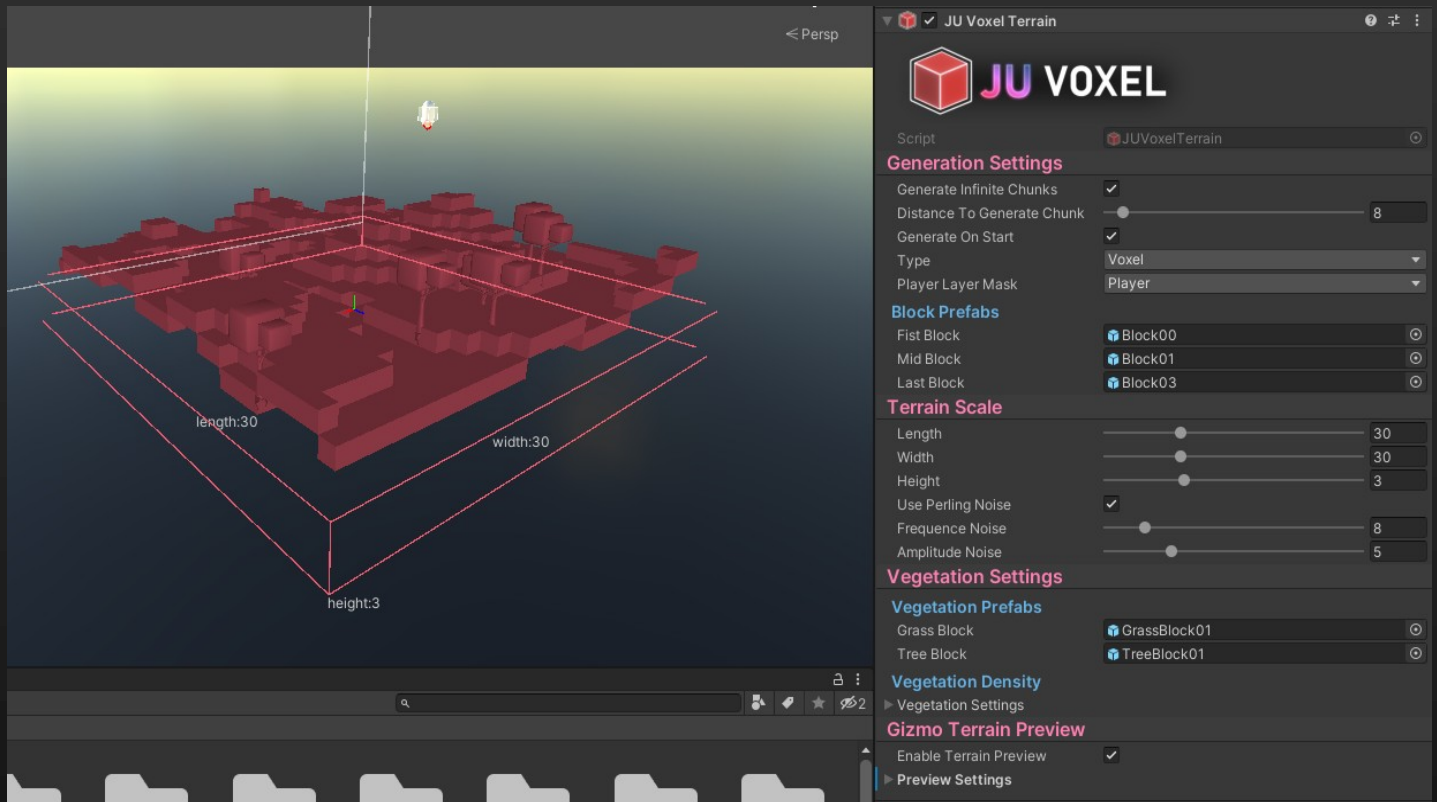 < Persp
length:30
width:30
height:3
2
JU Voxel Terrain
JU VOXEL
Script JUVoxelTerrain
Generation Settings
Generate Infinite Chunks
Distance To Generate Chunk 8
Generate On Start
Type Voxel
Player Layer Mask Player
Block Prefabs
Fist Block Block00
Mid Block Block01
Last Block Block03
Terrain Scale
Length 30
Width 30
Height 3
Use Perling Noise
Frequence Noise 8
Amplitude Noise 5
Vegetation Settings
Vegetation Prefabs
Grass Block GrassBlock01
Tree Block TreeBlock01
Vegetation Density
Vegetation Settings
Gizmo Terrain Preview
Enable Terrain Preview
Preview Settings